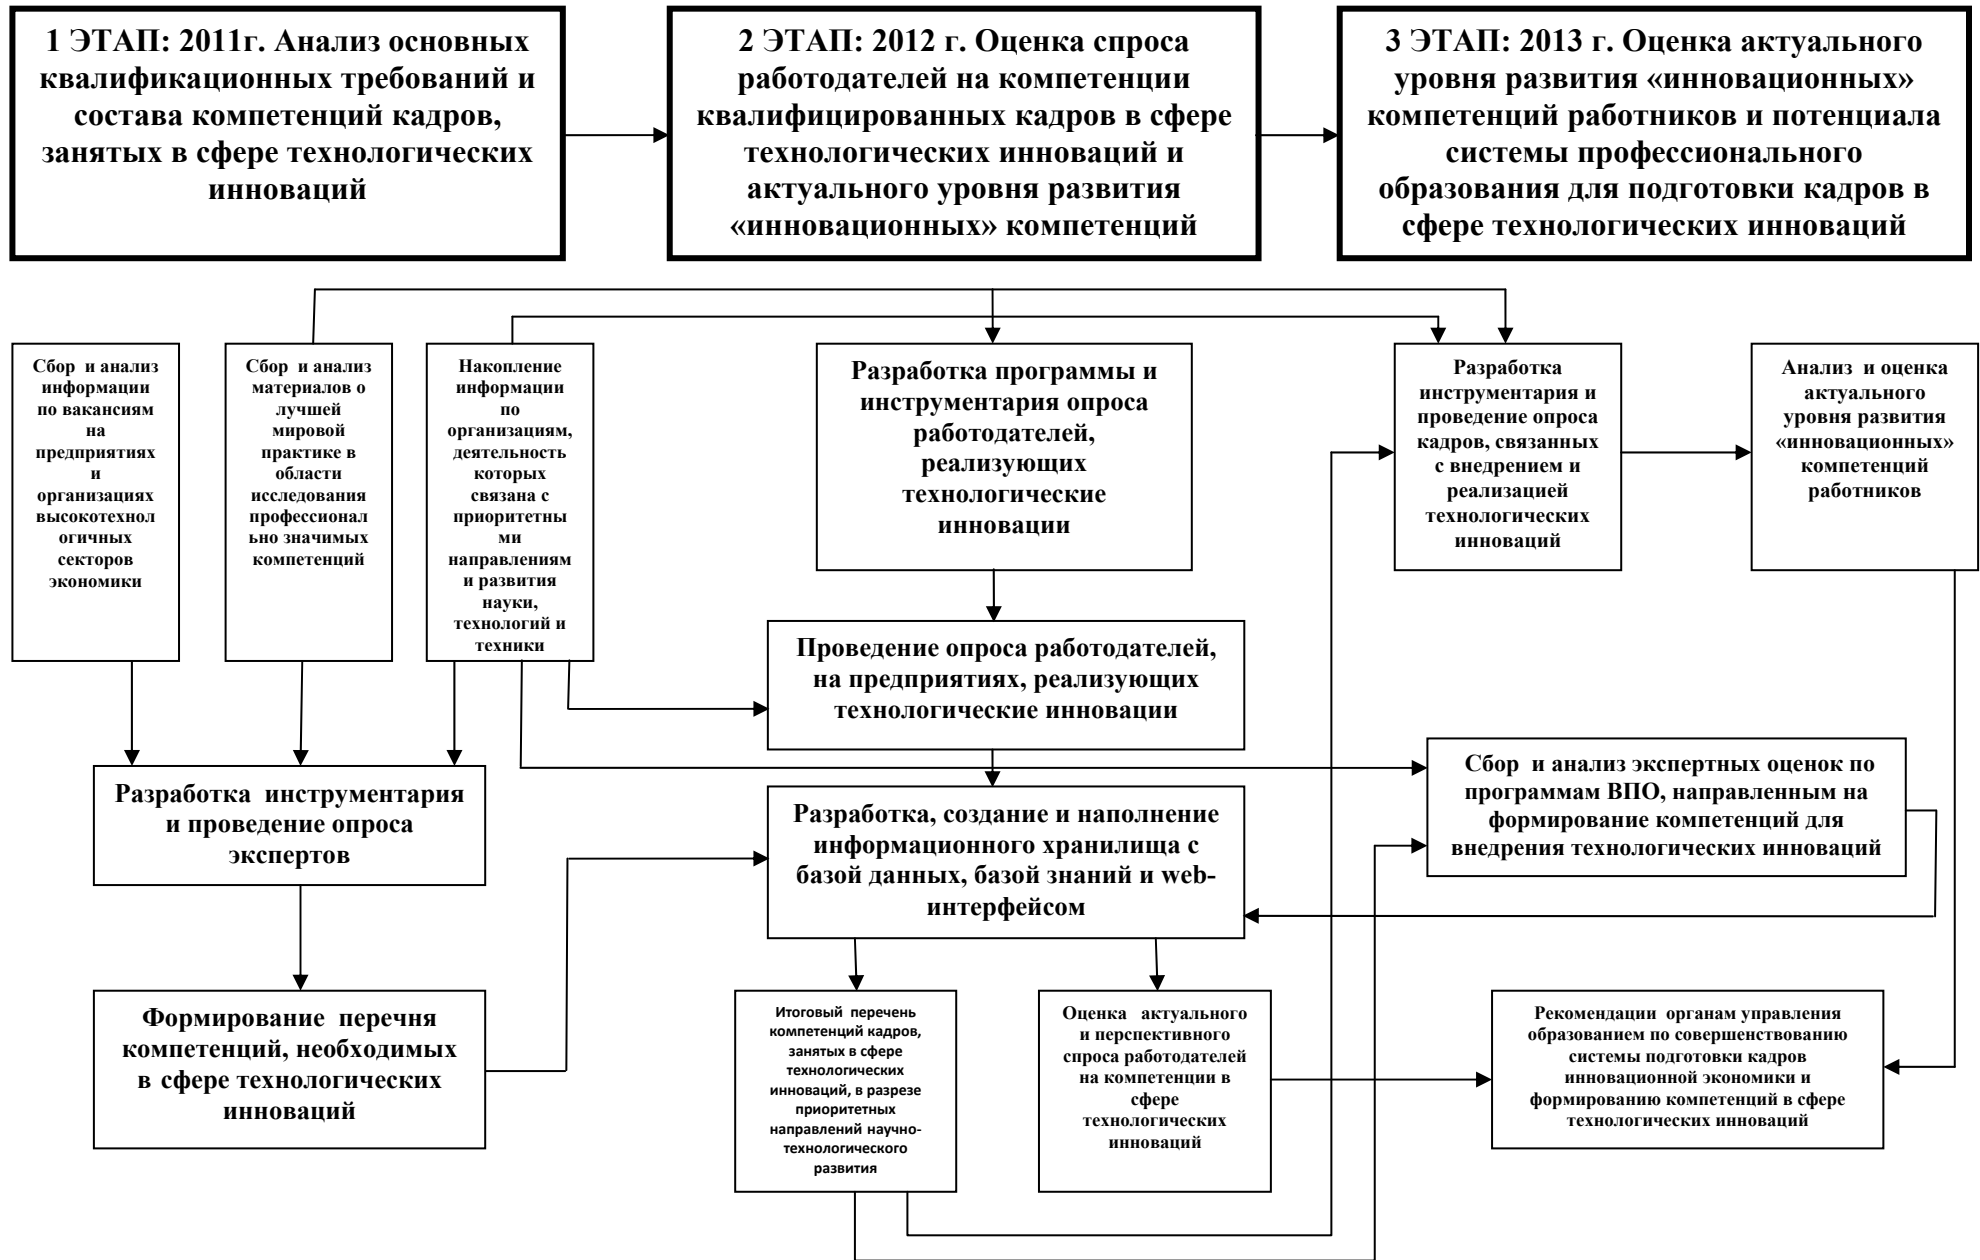 1 ЭТАП: 2011г. Анализ основных
квалификационных требований и
состава компетенций кадров,
занятых в сфере технологических
инноваций
2 ЭТАП: 2012 г. Оценка спроса
работодателей на компетенции
квалифицированных кадров в сфере
технологических инноваций и
актуального уровня развития
«инновационных» компетенций
3 ЭТАП: 2013 г. Оценка актуального
уровня развития «инновационных»
компетенций работников и потенциала
системы профессионального
образования для подготовки кадров в
сфере технологических инноваций
Сбор и анализ
информации
по вакансиям
на
предприятиях
и
организациях
высокотехнол
огичных
секторов
экономики
Сбор и анализ
материалов о
лучшей
мировой
практике в
области
исследования
профессионал
ьно значимых
компетенций
Накопление
информации
по
организациям,
деятельность
которых
связана с
приоритетны
ми
направлениям
и развития
науки,
технологий и
техники
Разработка программы и
инструментария опроса
работодателей,
реализующих
технологические
инновации
Разработка
инструментария и
проведение опроса
кадров, связанных
с внедрением и
реализацией
технологических
инноваций
Анализ и оценка
актуального
уровня развития
«инновационных»
компетенций
работников
Проведение опроса работодателей,
на предприятиях, реализующих
технологические инновации
Разработка инструментария
и проведение опроса
экспертов
Сбор и анализ экспертных оценок по
программам ВПО, направленным на
формирование компетенций для
внедрения технологических инноваций
Разработка, создание и наполнение
информационного хранилища с
базой данных, базой знаний и web-
интерфейсом
Формирование перечня
компетенций, необходимых
в сфере технологических
инноваций
Итоговый перечень
компетенций кадров,
занятых в сфере
технологических
инноваций, в разрезе
приоритетных
направлений научно-
технологического
развития
Оценка актуального
и перспективного
спроса работодателей
на компетенции в
сфере
технологических
инноваций
Рекомендации органам управления
образованием по совершенствованию
системы подготовки кадров
инновационной экономики и
формированию компетенций в сфере
технологических инноваций